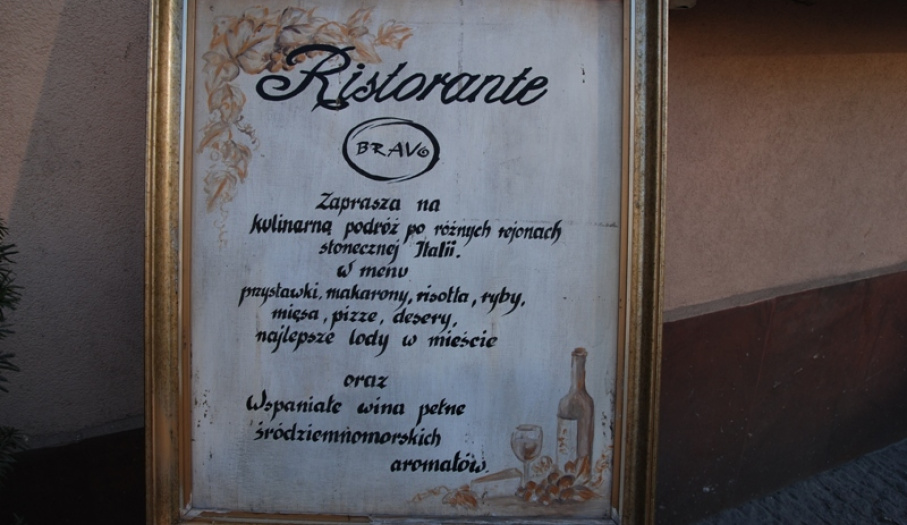 Ristorante
BRAVO
Zaprasza na
kulinarną podróż po różnych rejonach
słonecznej Italii.
w menu
przystawki, makarony, risotta, ryby,
mięsa, pizze, desery,
najlepsze lody w mieście
oraz
Wspaniałe wina pełne
śródziemnomorskich
aromatów.